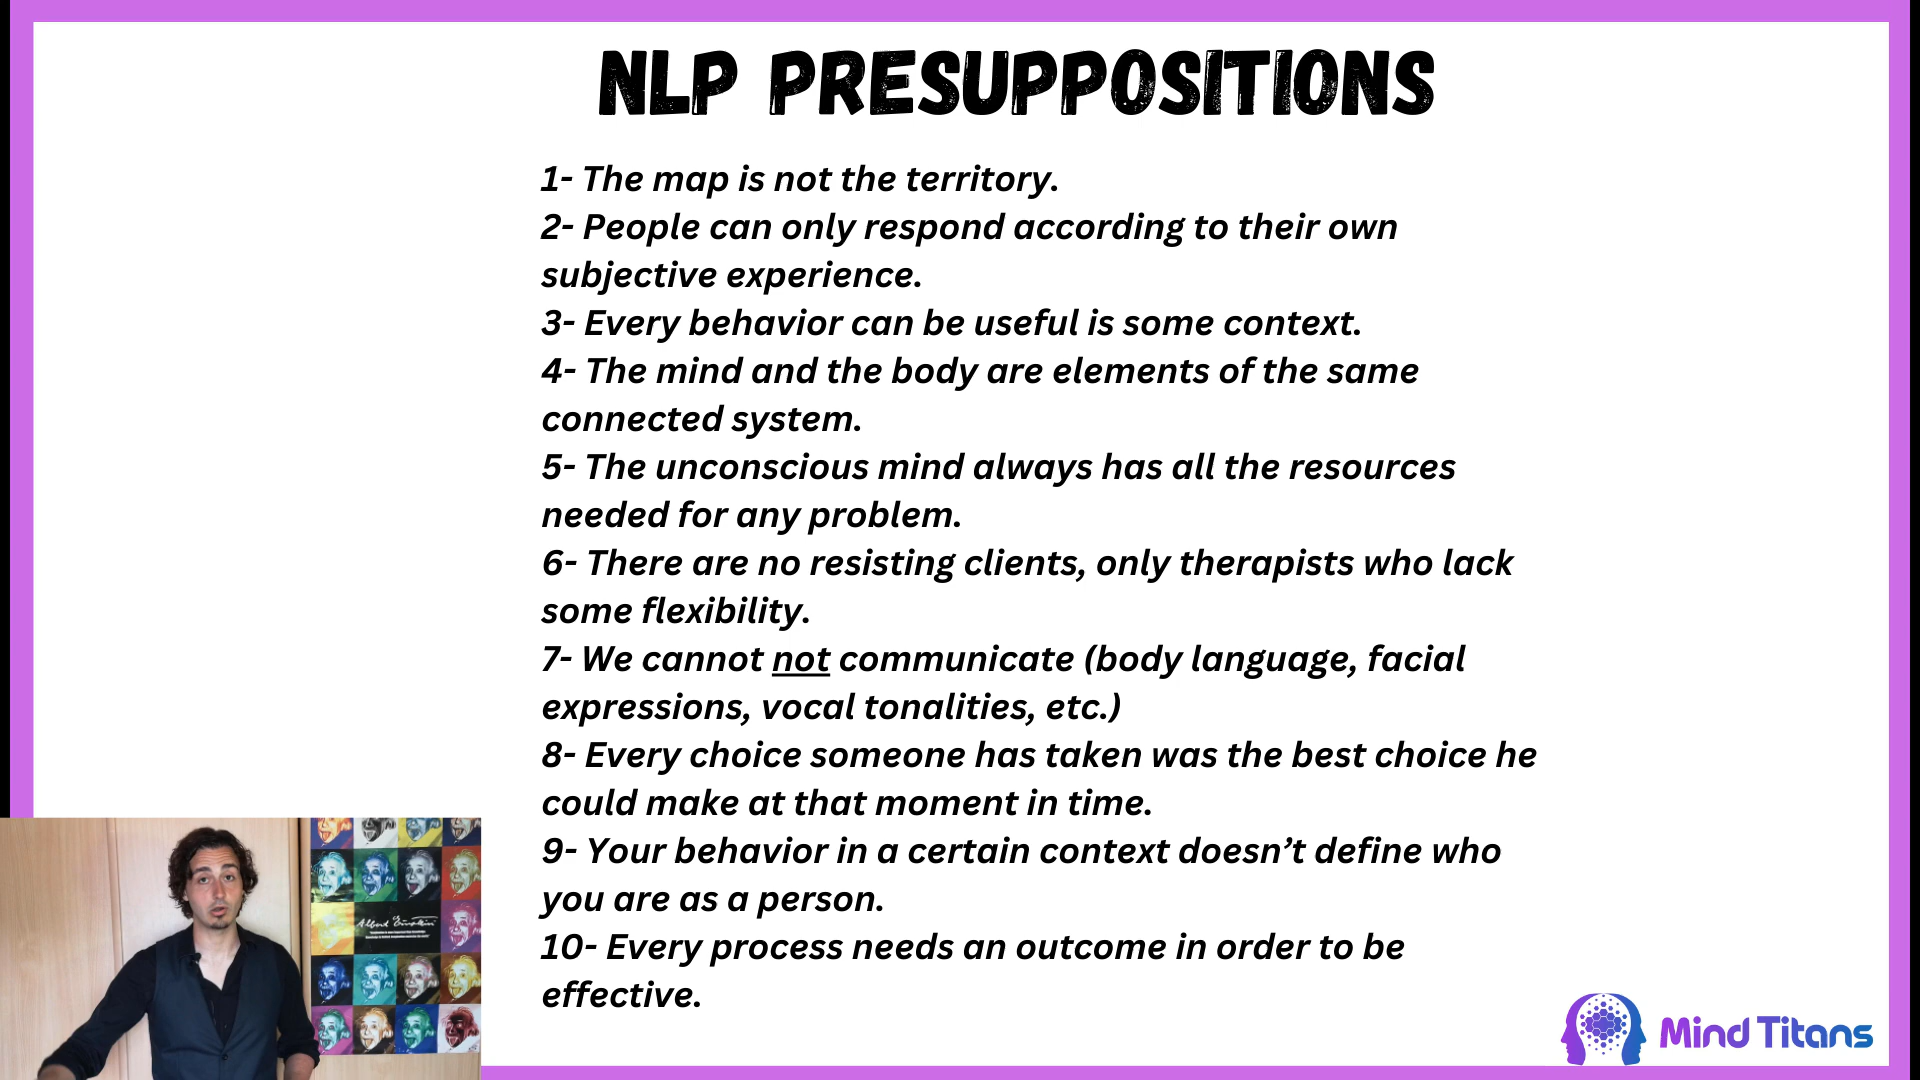 NLP PRESUPPOSITIONS
1- The map is not the territory.
2- People can only respond according to their own
subjective experience.
3- Every behavior can be useful is some context.
4- The mind and the body are elements of the same
connected system.
5- The unconscious mind always has all the resources
needed for any problem.
6- There are no resisting clients, only therapists who lack
some flexibility.
7- We cannot not communicate (body language, facial
expressions, vocal tonalities, etc.)
8- Every choice someone has taken was the best choice he
could make at that moment in time.
9- Your behavior in a certain context doesn’t define who
you are as a person.
10- Every process needs an outcome in order to be
effective.
Albert Einstein
Mind Titans